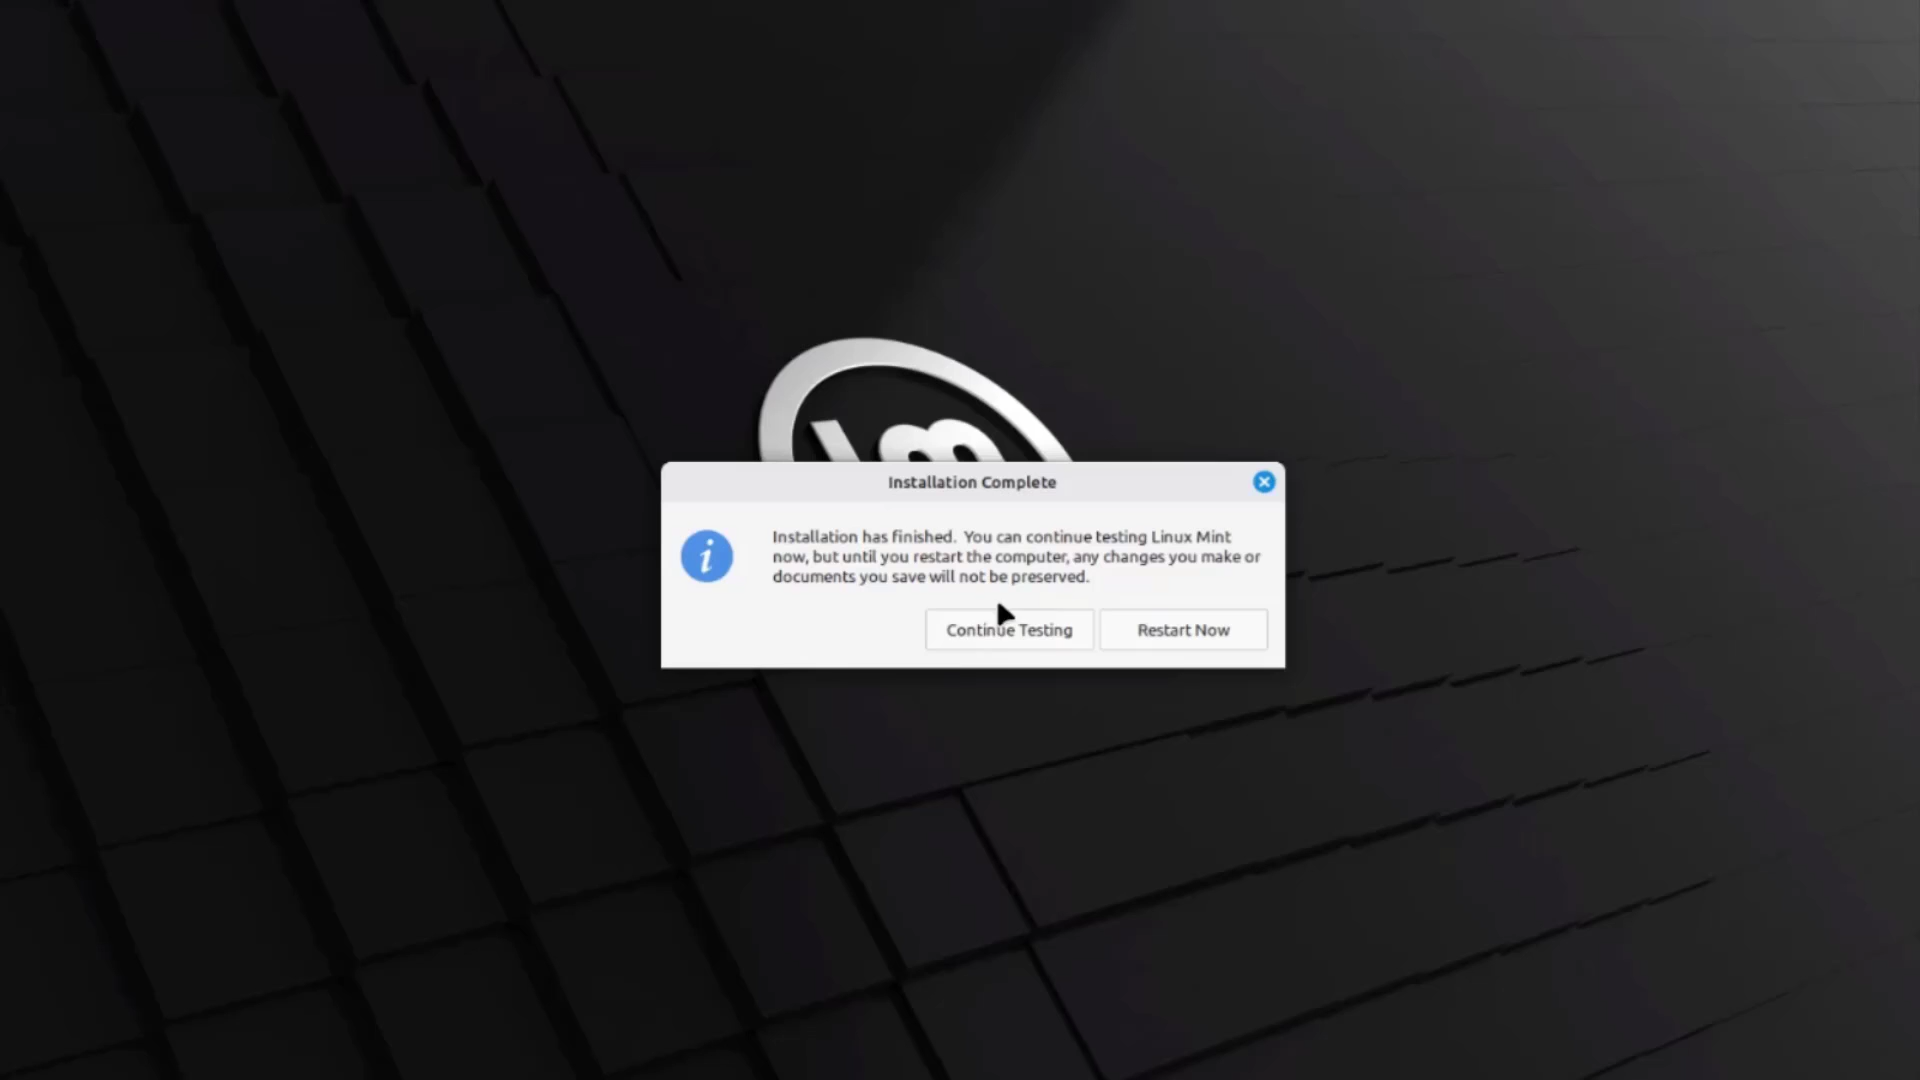 Installation Complete
Installation has finished.  You can continue testing Linux Mint
now, but until you restart the computer, any changes you make or
documents you save will not be preserved.
Continue Testing
Restart Now